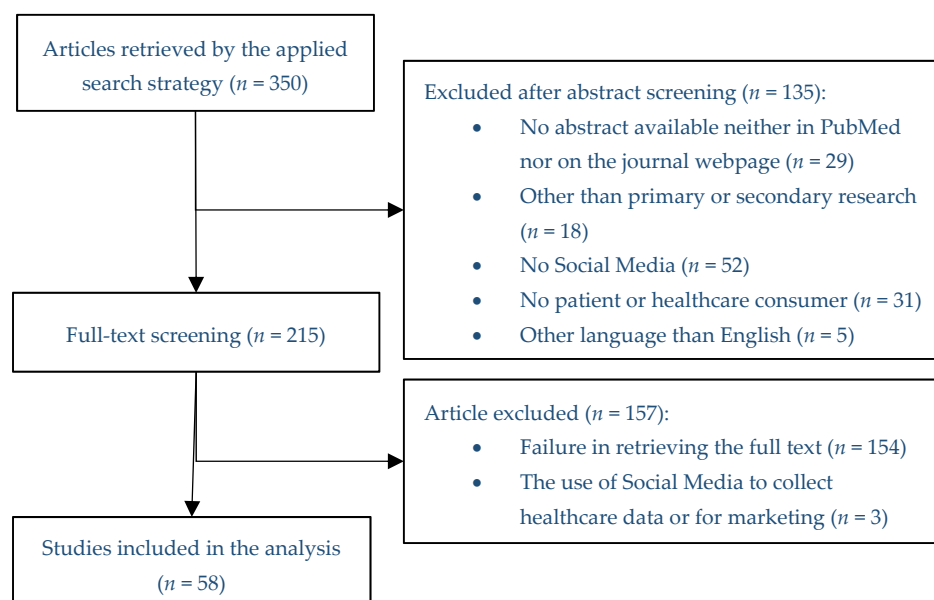 Articles retrieved by the applied
search strategy (n = 350)
Excluded after abstract screening (n = 135):
• No abstract available neither in PubMed
nor on the journal webpage (n = 29)
• Other than primary or secondary research
(n = 18)
• No Social Media (n = 52)
• No patient or healthcare consumer (n = 31)
• Other language than English (n = 5)
Full-text screening (n = 215)
Article excluded (n = 157):
• Failure in retrieving the full text (n = 154)
• The use of Social Media to collect
healthcare data or for marketing (n = 3)
Studies included in the analysis
(n = 58)